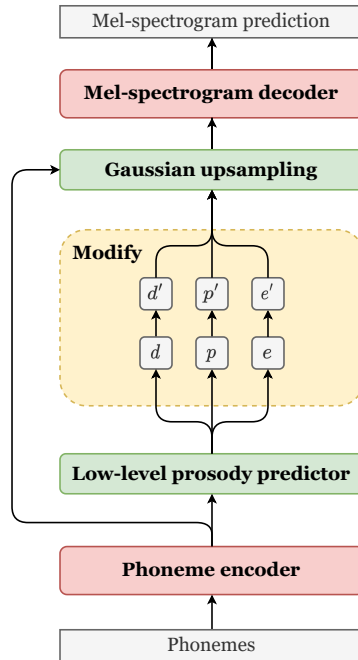 Mel-spectrogram prediction
Mel-spectrogram decoder
Gaussian upsampling
Modify
d′ p′ e′
d p e
Low-level prosody predictor
Phoneme encoder
Phonemes